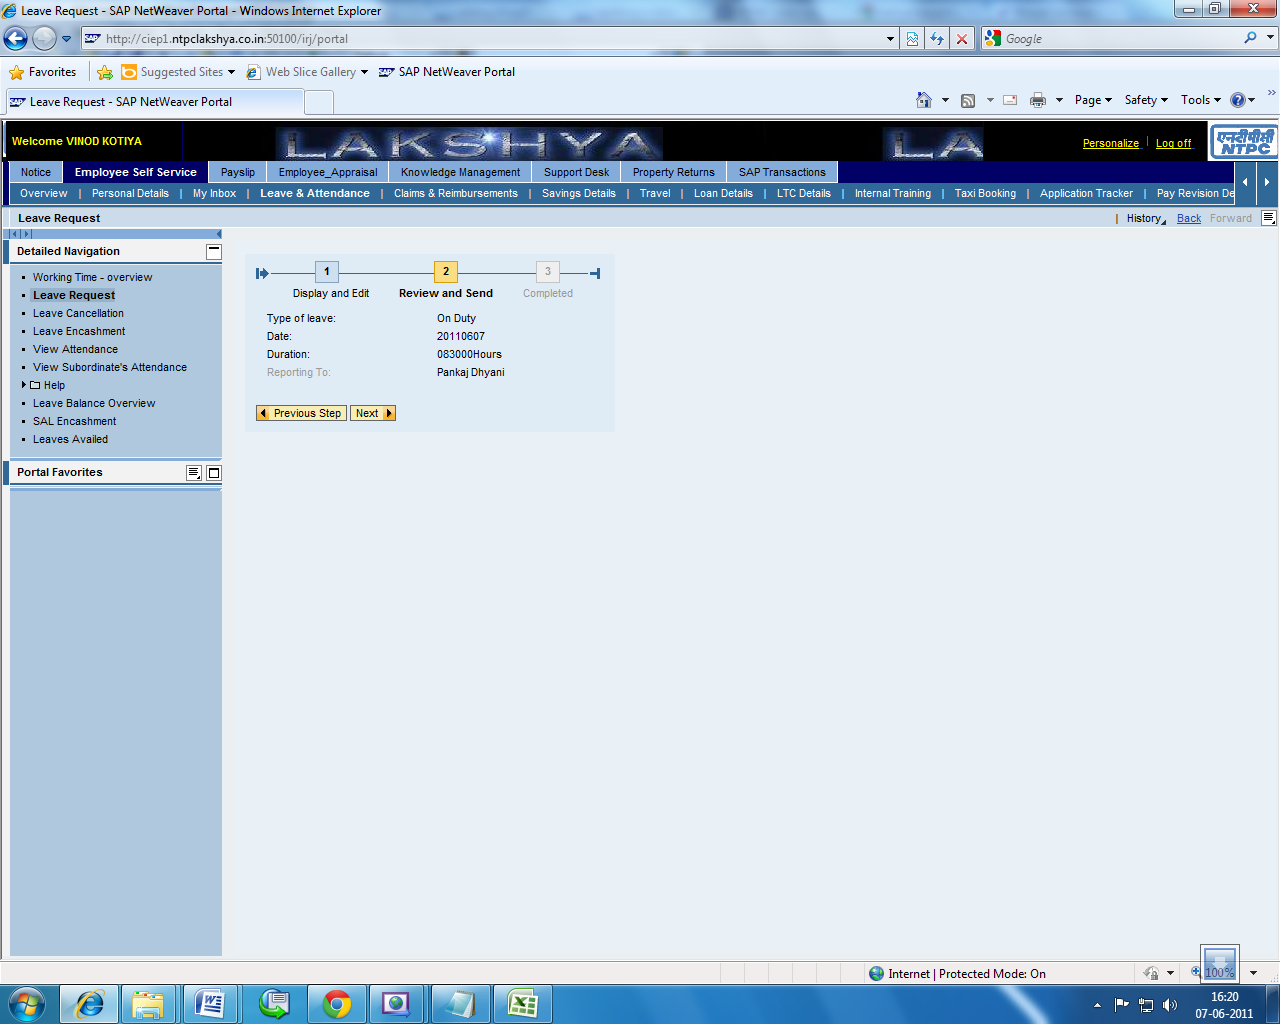 Leave Request - SAP NetWeaver Portal - Windows Internet Explorer
http://ciep1.ntpclakshya.co.in:50100/irj/portal
Google
Favorites Suggested Sites Web Slice Gallery SAP NetWeaver Portal
Leave Request - SAP NetWeaver Portal
Page Safety Tools
Welcome VINOD KOTIYA
LAKSHYA
LA
Personalize Log off
एनटीपीसी
NTPC
Notice Employee Self Service Payslip Employee_Appraisal Knowledge Management Support Desk Property Returns SAP Transactions
Overview | Personal Details | My Inbox | Leave & Attendance | Claims & Reimbursements | Savings Details | Travel | Loan Details | LTC Details | Internal Training | Taxi Booking | Application Tracker | Pay Revision De
Leave Request
History Back Forward
Detailed Navigation
Working Time - overview
Leave Request
Leave Cancellation
Leave Encashment
View Attendance
View Subordinate's Attendance
Help
Leave Balance Overview
SAL Encashment
Leaves Availed
Portal Favorites
1 2 3
Display and Edit Review and Send Completed
Type of leave: On Duty
Date: 20110607
Duration: 083000Hours
Reporting To: Pankaj Dhyani
Previous Step Next
Internet | Protected Mode: On
100%
16:20
07-06-2011